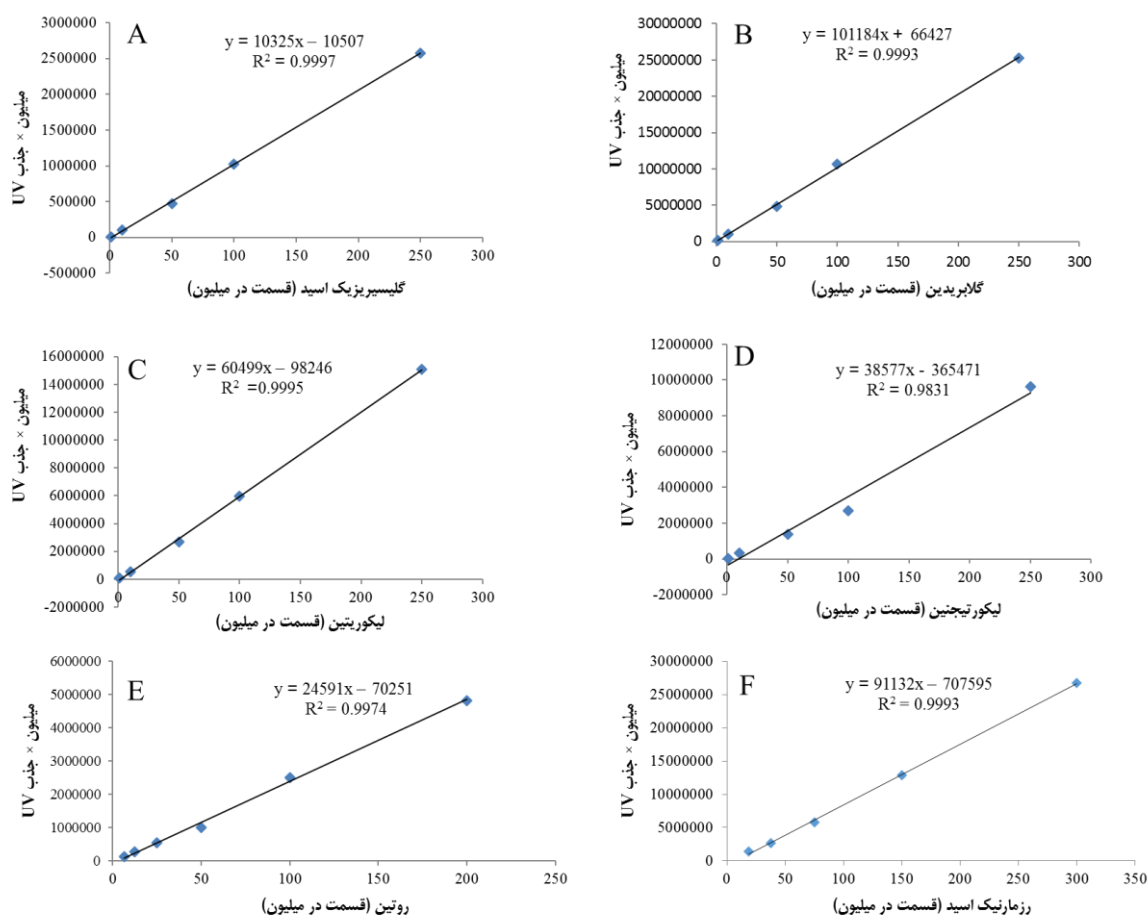 A
y = 10325x – 10507
R² = 0.9997
3000000
2500000
2000000
1500000
1000000
500000
0
-500000
0 50 100 150 200 250 300
میلیون × جذب UV
گلیسیریزیک اسید (قسمت در میلیون)
B
y = 101184x + 66427
R² = 0.9993
30000000
25000000
20000000
15000000
10000000
5000000
0
0 50 100 150 200 250 300
میلیون × جذب UV
گلابریدین (قسمت در میلیون)
C
y = 60499x – 98246
R² =0.9995
16000000
14000000
12000000
10000000
8000000
6000000
4000000
2000000
0
-2000000
0 50 100 150 200 250 300
میلیون × جذب UV
لیکوریتین (قسمت در میلیون)
D
y = 38577x - 365471
R² = 0.9831
12000000
10000000
8000000
6000000
4000000
2000000
0
-2000000
0 50 100 150 200 250 300
میلیون × جذب UV
لیکورتیجنین (قسمت در میلیون)
E
y = 24591x – 70251
R² = 0.9974
6000000
5000000
4000000
3000000
2000000
1000000
0
0 50 100 150 200 250
میلیون × جذب UV
روتین (قسمت در میلیون)
F
y = 91132x – 707595
R² = 0.9993
30000000
25000000
20000000
15000000
10000000
5000000
0
0 50 100 150 200 250 300 350
میلیون × جذب UV
رزمارنیک اسید (قسمت در میلیون)